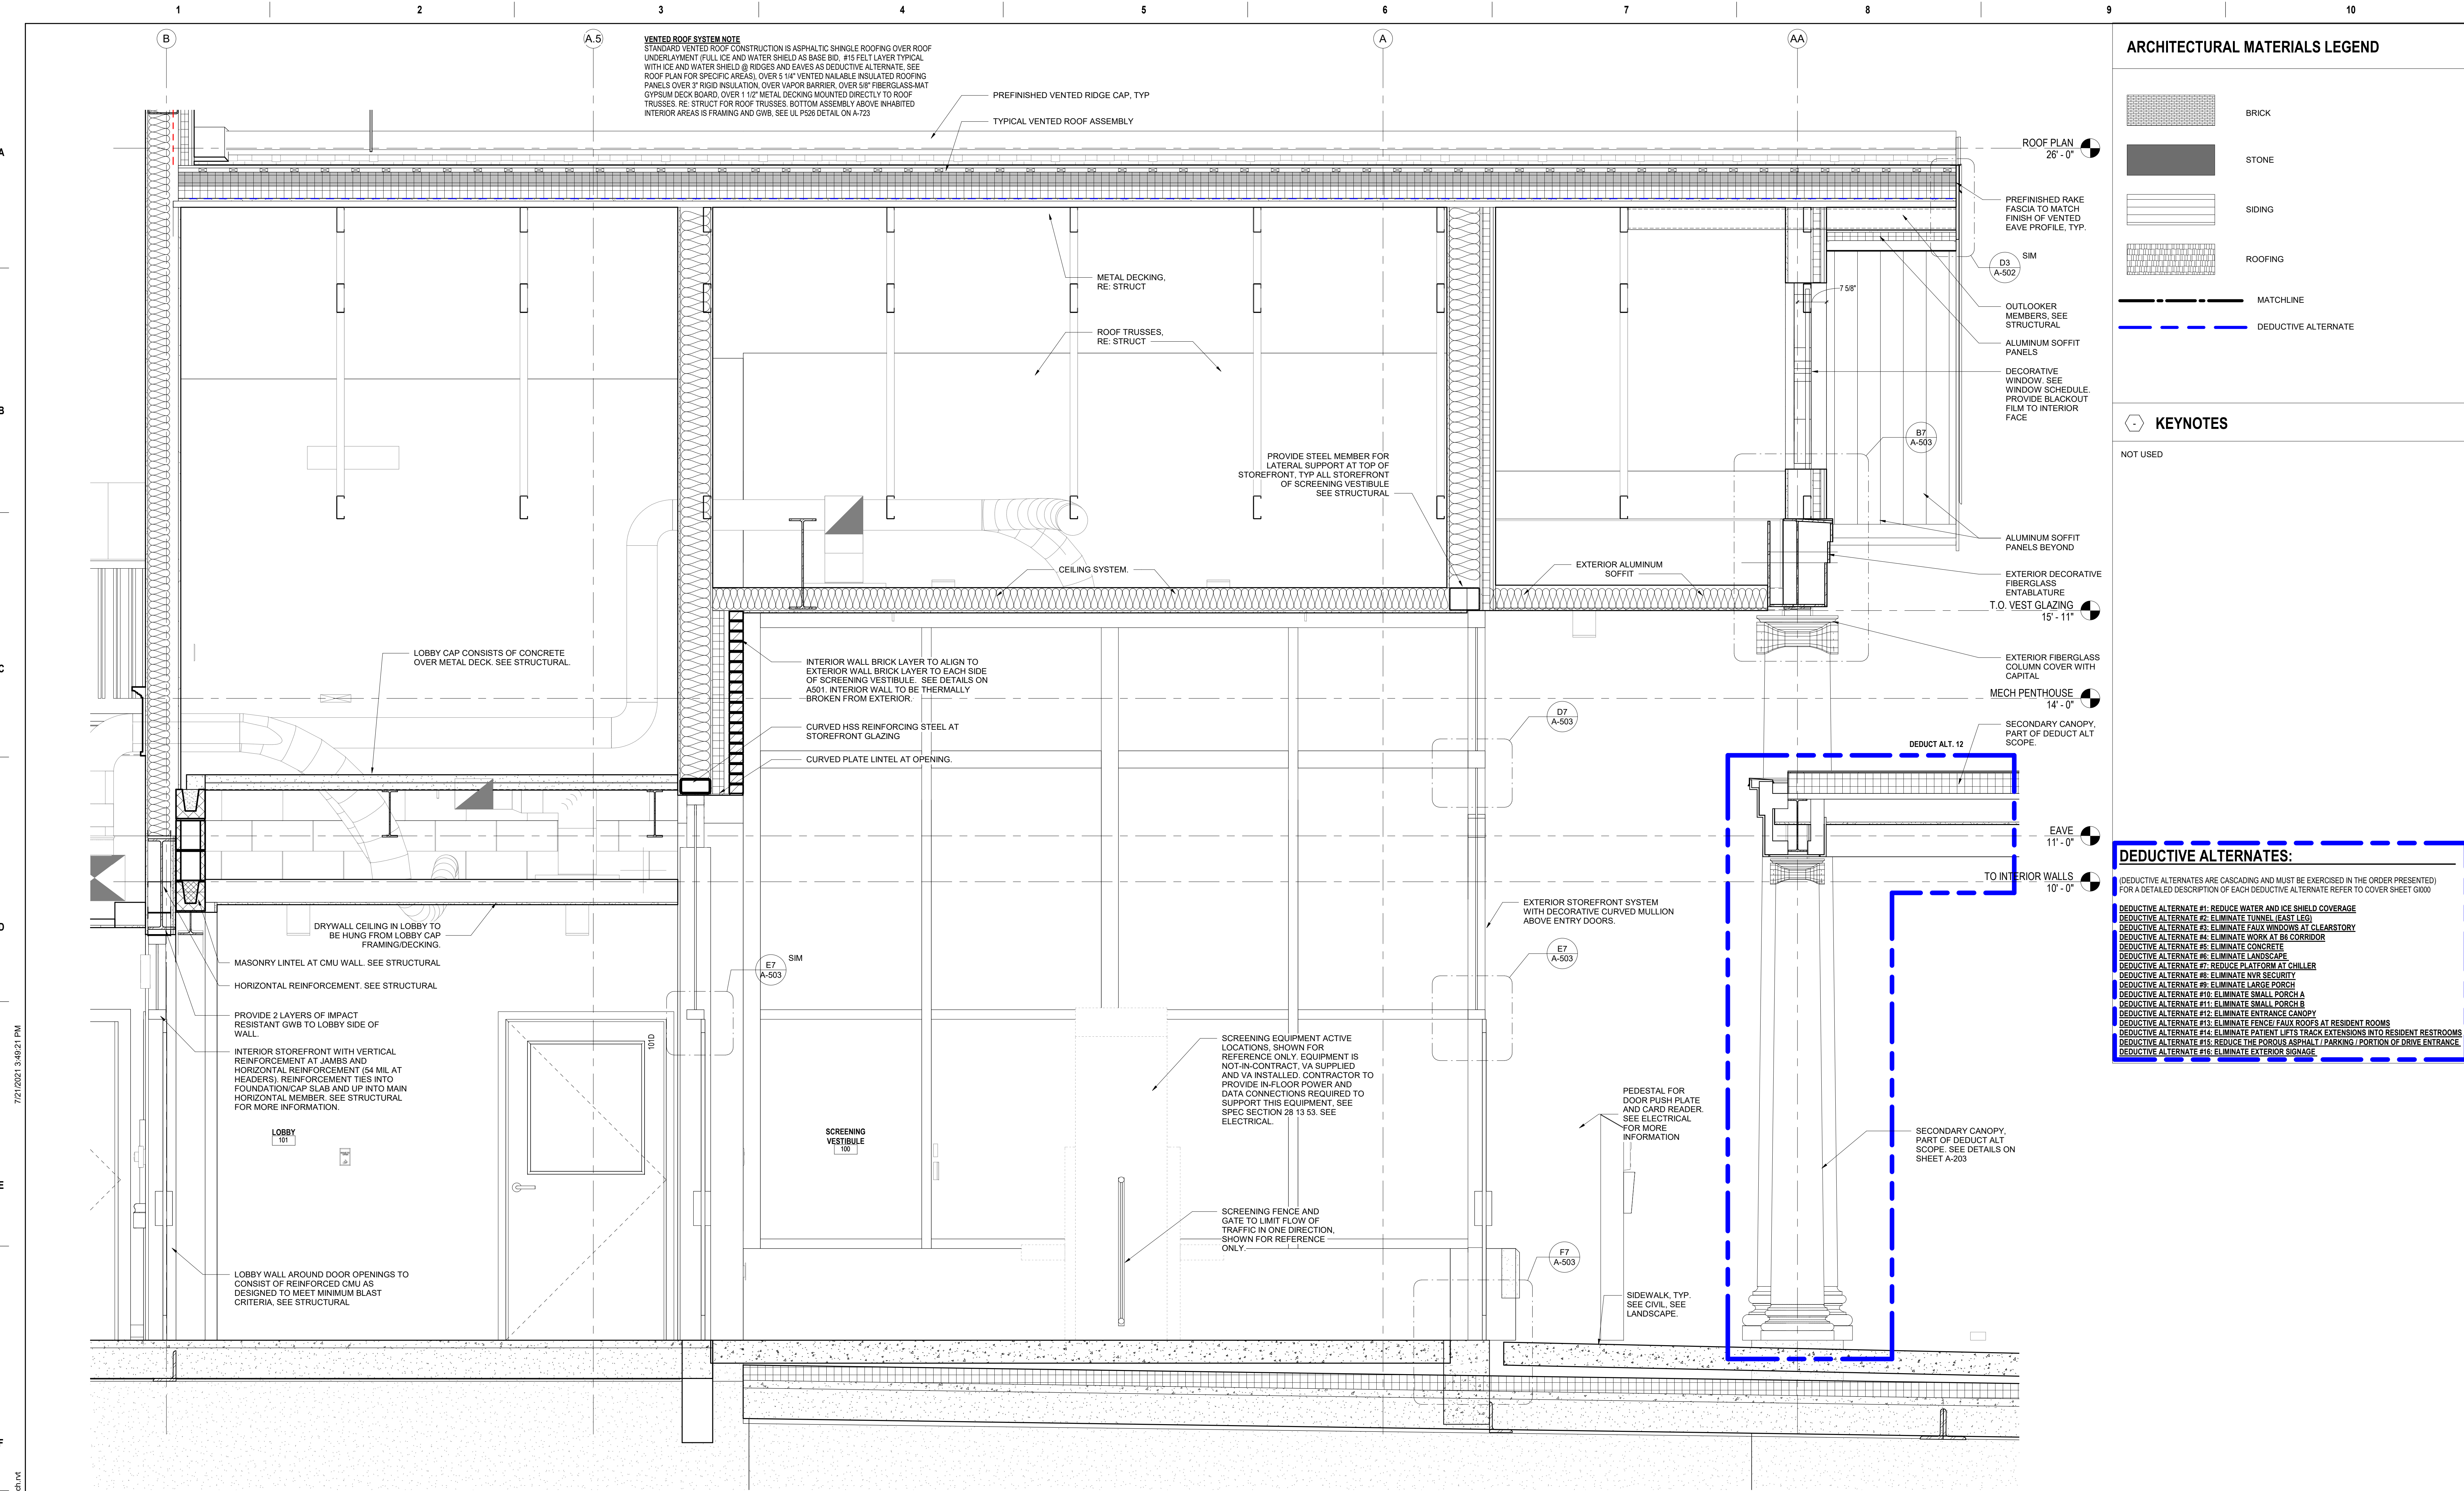 1 2 3 4 5 6 7 8 9 10
B A.5 A AA
VENTED ROOF SYSTEM NOTE
STANDARD VENTED ROOF CONSTRUCTION IS ASPHALTIC SHINGLE ROOFING OVER ROOF
UNDERLAYMENT (FULL ICE AND WATER SHIELD AS BASE BID, #15 FELT LAYER TYPICAL
WITH ICE AND WATER SHIELD @ RIDGES AND EAVES AS DEDUCTIVE ALTERNATE, SEE
ROOF PLAN FOR SPECIFIC AREAS), OVER 5 1/4" VENTED NAILABLE INSULATED ROOFING
PANELS OVER 3" RIGID INSULATION, OVER VAPOR BARRIER, OVER 5/8" FIBERGLASS-MAT
GYPSUM DECK BOARD, OVER 1 1/2" METAL DECKING MOUNTED DIRECTLY TO ROOF
TRUSSES. RE: STRUCT FOR ROOF TRUSSES. BOTTOM ASSEMBLY ABOVE INHABITED
INTERIOR AREAS IS FRAMING AND GWB, SEE UL P526 DETAIL ON A-723
PREFINISHED VENTED RIDGE CAP, TYP
TYPICAL VENTED ROOF ASSEMBLY
A
B
C
D
E
F
ROOF PLAN
26' - 0"
PREFINISHED RAKE
FASCIA TO MATCH
FINISH OF VENTED
EAVE PROFILE, TYP.
D3
A-502
SIM
METAL DECKING,
RE: STRUCT
7 5/8"
OUTLOOKER
MEMBERS, SEE
STRUCTURAL
ROOF TRUSSES,
RE: STRUCT
ALUMINUM SOFFIT
PANELS
DECORATIVE
WINDOW. SEE
WINDOW SCHEDULE.
PROVIDE BLACKOUT
FILM TO INTERIOR
FACE
B7
A-503
PROVIDE STEEL MEMBER FOR
LATERAL SUPPORT AT TOP OF
STOREFRONT, TYP ALL STOREFRONT
OF SCREENING VESTIBULE
SEE STRUCTURAL
ALUMINUM SOFFIT
PANELS BEYOND
CEILING SYSTEM.
EXTERIOR ALUMINUM
SOFFIT
EXTERIOR DECORATIVE
FIBERGLASS
ENTABLATURE
T.O. VEST GLAZING
15' - 11"
LOBBY CAP CONSISTS OF CONCRETE
OVER METAL DECK. SEE STRUCTURAL.
INTERIOR WALL BRICK LAYER TO ALIGN TO
EXTERIOR WALL BRICK LAYER TO EACH SIDE
OF SCREENING VESTIBULE. SEE DETAILS ON
A501. INTERIOR WALL TO BE THERMALLY
BROKEN FROM EXTERIOR.
EXTERIOR FIBERGLASS
COLUMN COVER WITH
CAPITAL
MECH PENTHOUSE
14' - 0"
D7
A-503
CURVED HSS REINFORCING STEEL AT
STOREFRONT GLAZING
SECONDARY CANOPY,
PART OF DEDUCT ALT
SCOPE.
DEDUCT ALT. 12
CURVED PLATE LINTEL AT OPENING.
EAVE
11' - 0"
TO INTERIOR WALLS
10' - 0"
EXTERIOR STOREFRONT SYSTEM
WITH DECORATIVE CURVED MULLION
ABOVE ENTRY DOORS.
DRYWALL CEILING IN LOBBY TO
BE HUNG FROM LOBBY CAP
FRAMING/DECKING.
MASONRY LINTEL AT CMU WALL. SEE STRUCTURAL
E7
A-503
SIM
E7
A-503
HORIZONTAL REINFORCEMENT. SEE STRUCTURAL
PROVIDE 2 LAYERS OF IMPACT
RESISTANT GWB TO LOBBY SIDE OF
WALL.
INTERIOR STOREFRONT WITH VERTICAL
REINFORCEMENT AT JAMBS AND
HORIZONTAL REINFORCEMENT (54 MIL AT
HEADERS). REINFORCEMENT TIES INTO
FOUNDATION/CAP SLAB AND UP INTO MAIN
HORIZONTAL MEMBER. SEE STRUCTURAL
FOR MORE INFORMATION.
101D
SCREENING EQUIPMENT ACTIVE
LOCATIONS, SHOWN FOR
REFERENCE ONLY. EQUIPMENT IS
NOT-IN-CONTRACT, VA SUPPLIED
AND VA INSTALLED. CONTRACTOR TO
PROVIDE IN-FLOOR POWER AND
DATA CONNECTIONS REQUIRED TO
SUPPORT THIS EQUIPMENT, SEE
SPEC SECTION 28 13 53. SEE
ELECTRICAL.
PEDESTAL FOR
DOOR PUSH PLATE
AND CARD READER.
SEE ELECTRICAL
FOR MORE
INFORMATION
LOBBY
101
SCREENING
VESTIBULE
100
SECONDARY CANOPY,
PART OF DEDUCT ALT
SCOPE. SEE DETAILS ON
SHEET A-203
SCREENING FENCE AND
GATE TO LIMIT FLOW OF
TRAFFIC IN ONE DIRECTION,
SHOWN FOR REFERENCE
ONLY.
F7
A-503
LOBBY WALL AROUND DOOR OPENINGS TO
CONSIST OF REINFORCED CMU AS
DESIGNED TO MEET MINIMUM BLAST
CRITERIA, SEE STRUCTURAL
SIDEWALK, TYP.
SEE CIVIL, SEE
LANDSCAPE.
7/21/2021 3:49:21 PM
ch.rvt
ARCHITECTURAL MATERIALS LEGEND
BRICK
STONE
SIDING
ROOFING
MATCHLINE
DEDUCTIVE ALTERNATE
- KEYNOTES
NOT USED
DEDUCTIVE ALTERNATES:
(DEDUCTIVE ALTERNATES ARE CASCADING AND MUST BE EXERCISED IN THE ORDER PRESENTED)
FOR A DETAILED DESCRIPTION OF EACH DEDUCTIVE ALTERNATE REFER TO COVER SHEET GI000
DEDUCTIVE ALTERNATE #1: REDUCE WATER AND ICE SHIELD COVERAGE
DEDUCTIVE ALTERNATE #2: ELIMINATE TUNNEL (EAST LEG)
DEDUCTIVE ALTERNATE #3: ELIMINATE FAUX WINDOWS AT CLEARSTORY
DEDUCTIVE ALTERNATE #4: ELIMINATE WORK AT B6 CORRIDOR
DEDUCTIVE ALTERNATE #5: ELIMINATE CONCRETE
DEDUCTIVE ALTERNATE #6: ELIMINATE LANDSCAPE
DEDUCTIVE ALTERNATE #7: REDUCE PLATFORM AT CHILLER
DEDUCTIVE ALTERNATE #8: ELIMINATE NVR SECURITY
DEDUCTIVE ALTERNATE #9: ELIMINATE LARGE PORCH
DEDUCTIVE ALTERNATE #10: ELIMINATE SMALL PORCH A
DEDUCTIVE ALTERNATE #11: ELIMINATE SMALL PORCH B
DEDUCTIVE ALTERNATE #12: ELIMINATE ENTRANCE CANOPY
DEDUCTIVE ALTERNATE #13: ELIMINATE FENCE/ FAUX ROOFS AT RESIDENT ROOMS
DEDUCTIVE ALTERNATE #14: ELIMINATE PATIENT LIFTS TRACK EXTENSIONS INTO RESIDENT RESTROOMS
DEDUCTIVE ALTERNATE #15: REDUCE THE POROUS ASPHALT / PARKING / PORTION OF DRIVE ENTRANCE
DEDUCTIVE ALTERNATE #16: ELIMINATE EXTERIOR SIGNAGE